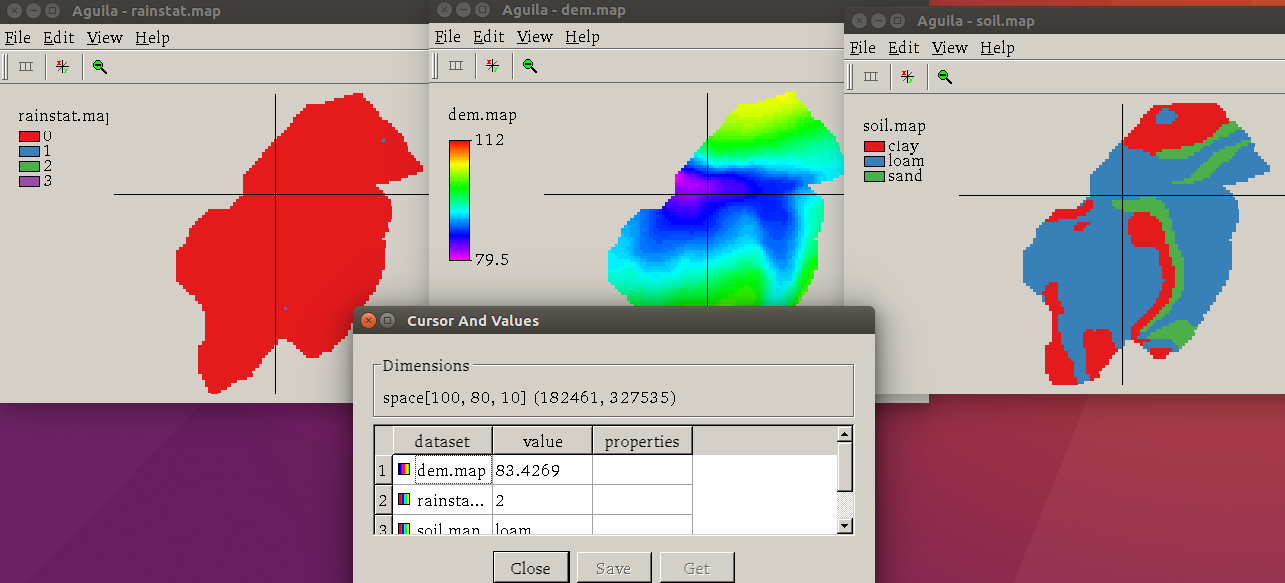 Aguila - rainstat.map
File Edit View Help
rainstat.map
0
1
2
3
Aguila - dem.map
File Edit View Help
dem.map
112
79.5
Aguila - soil.map
File Edit View Help
soil.map
clay
loam
sand
Cursor And Values
Dimensions
space[100, 80, 10] (182461, 327535)
dataset value properties
1 dem.map 83.4269
2 rainsta... 2
3 soil.map loam
Close Save Get